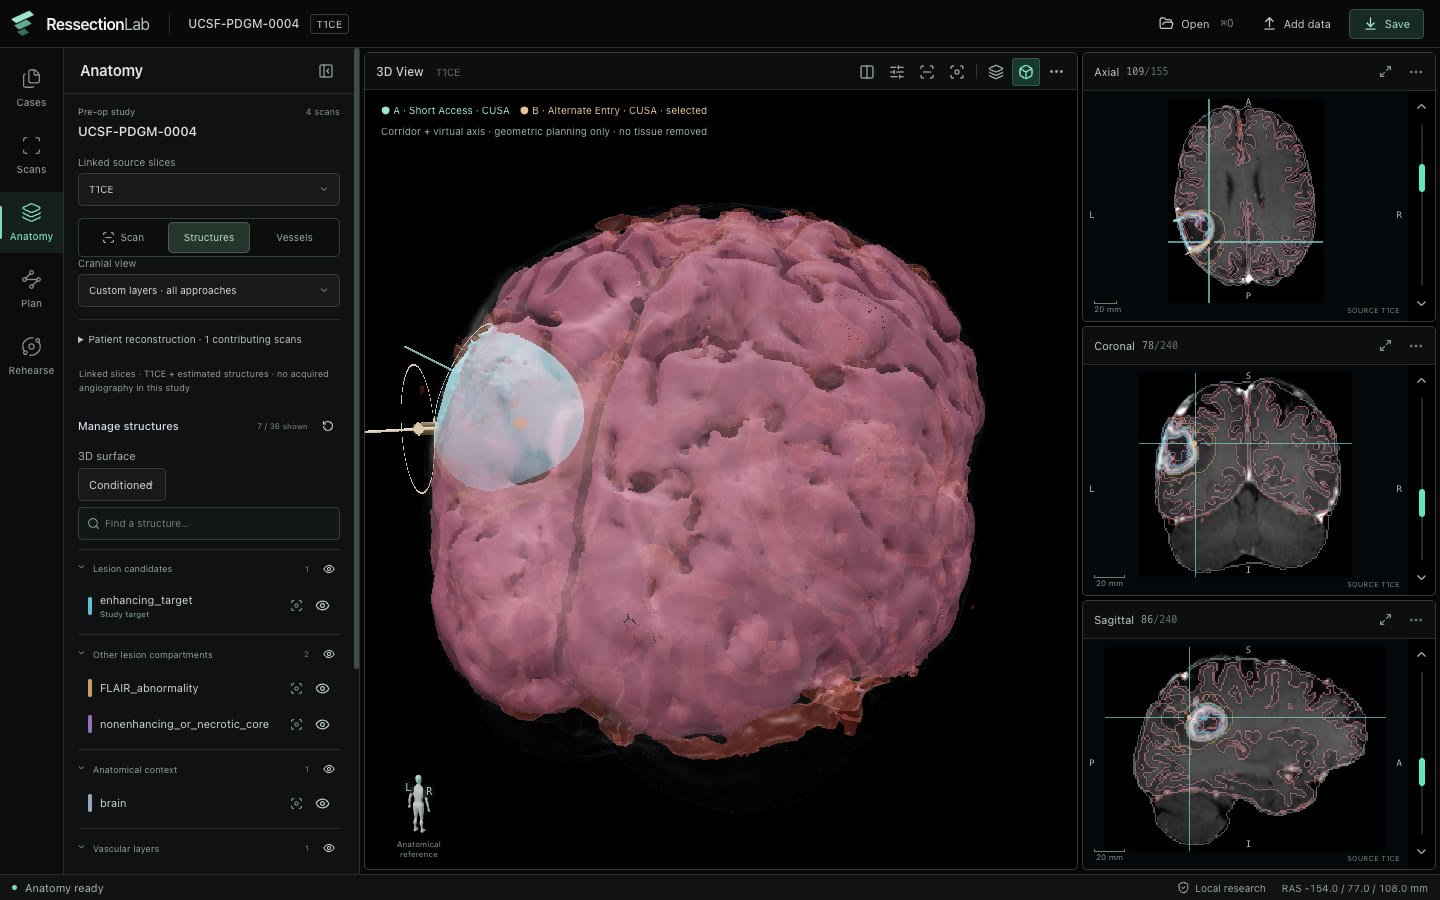 RessectionLab
UCSF-PDGM-0004 T1CE
Open ⌘O
Add data
Save
Cases
Scans
Anatomy
Plan
Rehearse
Anatomy
Pre-op study 4 scans
UCSF-PDGM-0004
Linked source slices
T1CE
Scan Structures Vessels
Cranial view
Custom layers · all approaches
Patient reconstruction · 1 contributing scans
Linked slices · T1CE + estimated structures · no acquired
angiography in this study
Manage structures 7 / 36 shown
3D surface
Conditioned
Find a structure...
Lesion candidates 1
enhancing_target
Study target
Other lesion compartments 2
FLAIR_abnormality
nonenhancing_or_necrotic_core
Anatomical context 1
brain
Vascular layers 1
3D View T1CE
A · Short Access · CUSA B · Alternate Entry · CUSA · selected
Corridor + virtual axis · geometric planning only · no tissue removed
L R
Anatomical
reference
Axial 109/155
A
L R
P
20 mm SOURCE T1CE
Coronal 78/240
S
L R
I
20 mm SOURCE T1CE
Sagittal 86/240
S
P A
I
20 mm SOURCE T1CE
Anatomy ready
Local research RAS -154.0 / 77.0 / 108.0 mm